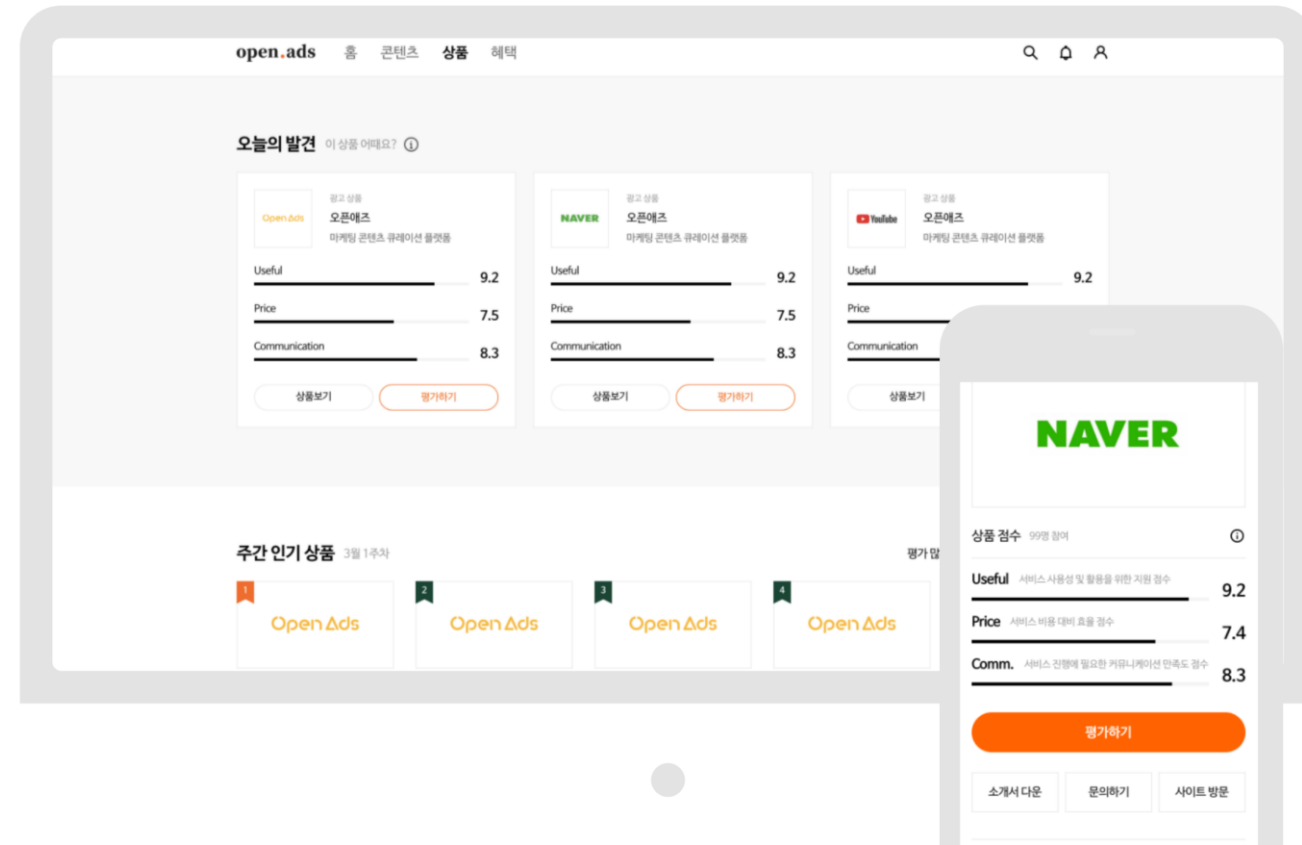 open.ads 홈 콘텐츠 상품 혜택
오늘의 발견 이 상품 어때요?
Open Ads
광고 상품
오픈애즈
마케팅 콘텐츠 큐레이션 플랫폼
Useful 9.2
Price 7.5
Communication 8.3
상품보기 평가하기
NAVER
광고 상품
오픈애즈
마케팅 콘텐츠 큐레이션 플랫폼
Useful 9.2
Price 7.5
Communication 8.3
상품보기 평가하기
YouTube
광고 상품
오픈애즈
마케팅 콘텐츠 큐레이션 플랫폼
Useful 9.2
Price
Communication
상품보기
주간 인기 상품 3월 1주차
평가 많
1
Open Ads
2
Open Ads
3
Open Ads
4
Open Ads
NAVER
상품 점수 99명 참여
Useful 서비스 사용성 및 활용을 위한 지원 점수 9.2
Price 서비스 비용 대비 효율 점수 7.4
Comm. 서비스 진행에 필요한 커뮤니케이션 만족도 점수 8.3
평가하기
소개서 다운 문의하기 사이트 방문